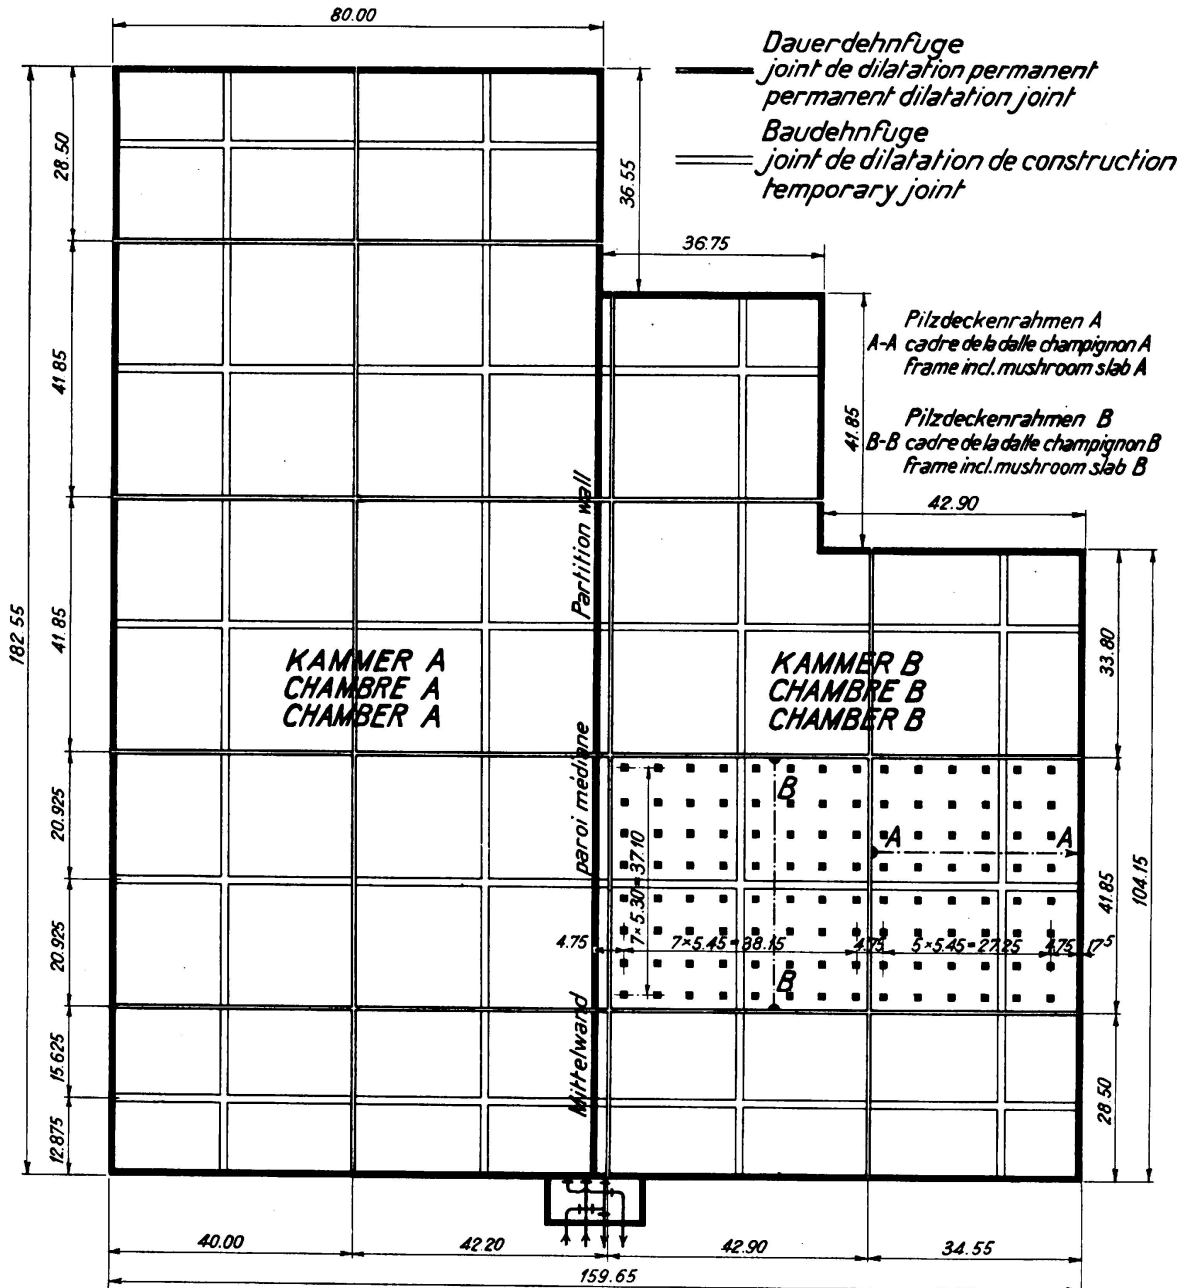 80.00
Dauerdehnfuge
joint de dilatation permanent
permanent dilatation joint
Baudehnfuge
joint de dilatation de construction
temporary joint
28.50
36.55
36.75
182.55
41.85
Pilzdeckenrahmen A
A-A cadre de la dalle champignon A
frame incl. mushroom slab A
41.85
Pilzdeckenrahmen B
B-B cadre de la dalle champignon B
frame incl. mushroom slab B
42.90
Partition wall
41.85
33.80
KAMMER A
CHAMBRE A
CHAMBER A
KAMMER B
CHAMBRE B
CHAMBER B
paroi médiane
20.925
B
A
A
7×5.30=37.10
41.85
104.15
20.925
4.75
7×5.45=38.15
4.75
5×5.45=27.25
4.75
17⁵
B
Mittelwand
15.625
28.50
12.875
40.00
42.20
42.90
34.55
159.65